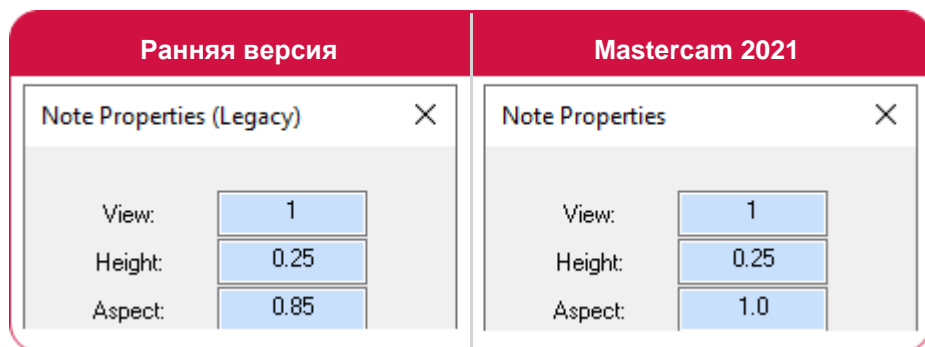 Ранняя версия
Mastercam 2021
Note Properties (Legacy)
View: 1
Height: 0.25
Aspect: 0.85
Note Properties
View: 1
Height: 0.25
Aspect: 1.0